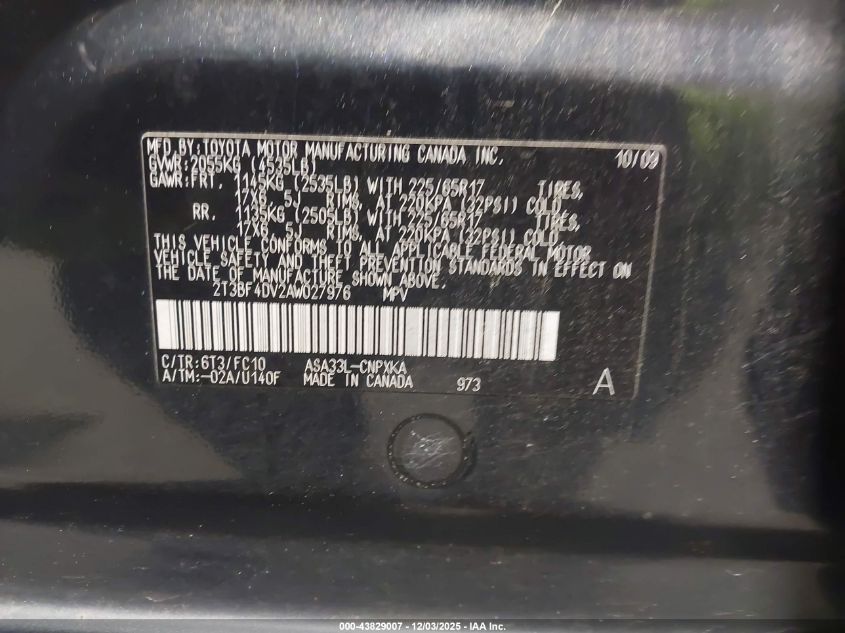 MFD.BY:TOYOTA MOTOR MANUFACTURING CANADA INC. 10/09
GVWR:2055KG (4535LB)
GAWR:FRT. 1145KG (2535LB) WITH 225/65R17 TIRES,
17X6.5J RIMS, AT 220KPA (32PSI) COLD
RR. 1135KG (2505LB) WITH 225/65R17 TIRES,
17X6.5J RIMS, AT 220KPA (32PSI) COLD
THIS VEHICLE CONFORMS TO ALL APPLICABLE FEDERAL MOTOR
VEHICLE SAFETY AND THEFT PREVENTION STANDARDS IN EFFECT ON
THE DATE OF MANUFACTURE SHOWN ABOVE.
2T3BF4DV2AW027976 MPV
C/TR:6T3/FC10 ASA33L-CNPXKA
A/TM:-02A/U140F MADE IN CANADA 973 A
000-43829007 - 12/03/2025 - IAA Inc.